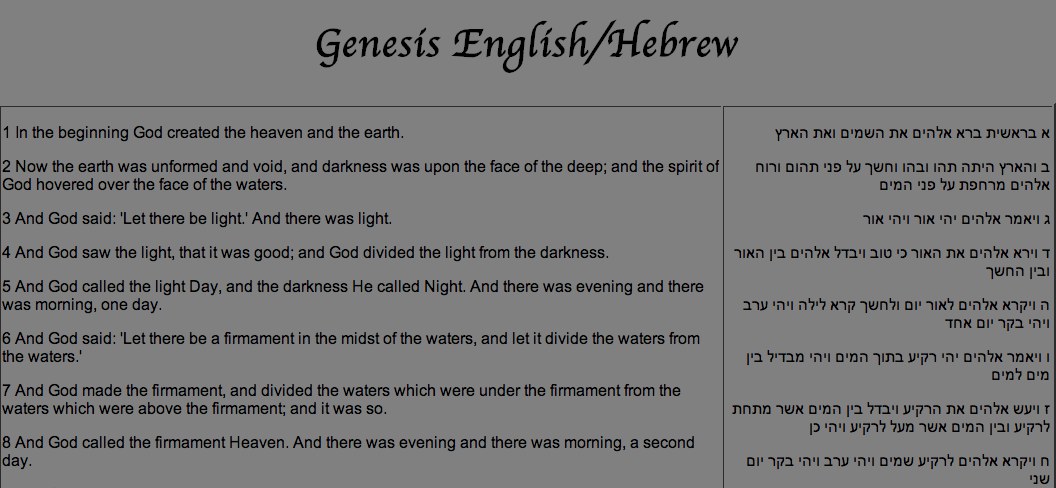 Genesis English/Hebrew
1 In the beginning God created the heaven and the earth.
2 Now the earth was unformed and void, and darkness was upon the face of the deep; and the spirit of
God hovered over the face of the waters.
3 And God said: 'Let there be light.' And there was light.
4 And God saw the light, that it was good; and God divided the light from the darkness.
5 And God called the light Day, and the darkness He called Night. And there was evening and there
was morning, one day.
6 And God said: 'Let there be a firmament in the midst of the waters, and let it divide the waters from
the waters.'
7 And God made the firmament, and divided the waters which were under the firmament from the
waters which were above the firmament; and it was so.
8 And God called the firmament Heaven. And there was evening and there was morning, a second
day.
א בראשית ברא אלהים את השמים ואת הארץ
ב והארץ היתה תהו ובהו וחשך על פני תהום ורוח
אלהים מרחפת על פני המים
ג ויאמר אלהים יהי אור ויהי אור
ד וירא אלהים את האור כי טוב ויבדל אלהים בין האור
ובין החשך
ה ויקרא אלהים לאור יום ולחשך קרא לילה ויהי ערב
ויהי בקר יום אחד
ו ויאמר אלהים יהי רקיע בתוך המים ויהי מבדיל בין
מים למים
ז ויעש אלהים את הרקיע ויבדל בין המים אשר מתחת
לרקיע ובין המים אשר מעל לרקיע ויהי כן
ח ויקרא אלהים לרקיע שמים ויהי ערב ויהי בקר יום
שני